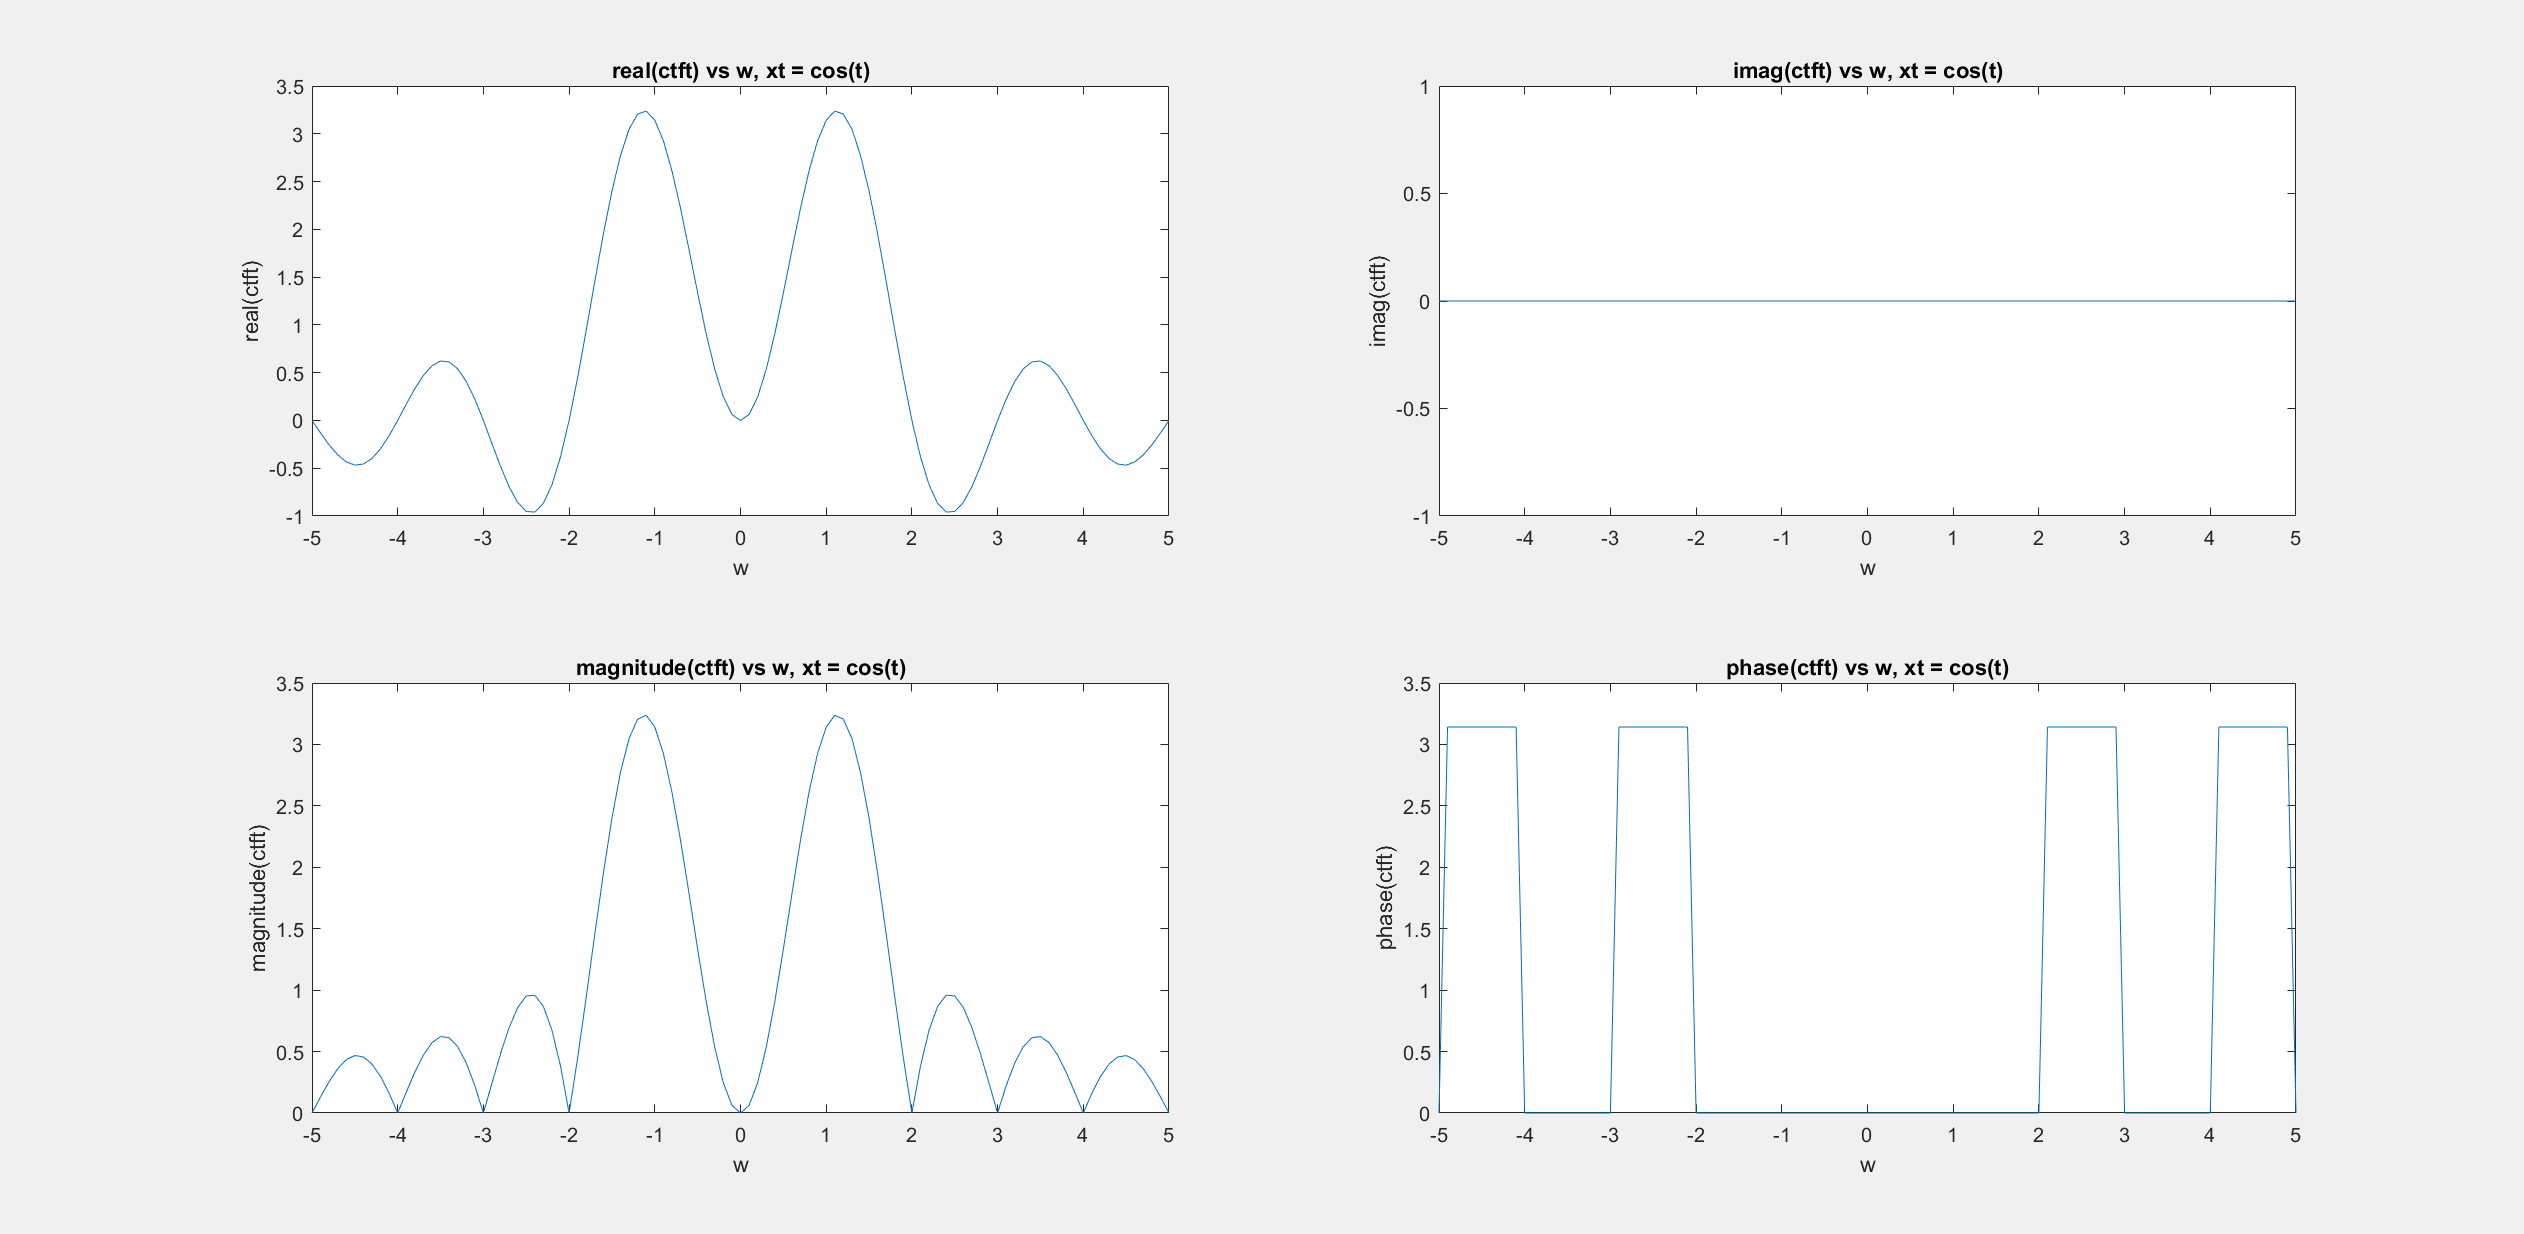 real(ctft) vs w, xt = cos(t)
3.5
3
2.5
2
1.5
1
0.5
0
-0.5
-1
real(ctft)
-5 -4 -3 -2 -1 0 1 2 3 4 5
w
imag(ctft) vs w, xt = cos(t)
1
0.5
0
-0.5
-1
imag(ctft)
-5 -4 -3 -2 -1 0 1 2 3 4 5
w
magnitude(ctft) vs w, xt = cos(t)
3.5
3
2.5
2
1.5
1
0.5
0
magnitude(ctft)
-5 -4 -3 -2 -1 0 1 2 3 4 5
w
phase(ctft) vs w, xt = cos(t)
3.5
3
2.5
2
1.5
1
0.5
0
phase(ctft)
-5 -4 -3 -2 -1 0 1 2 3 4 5
w